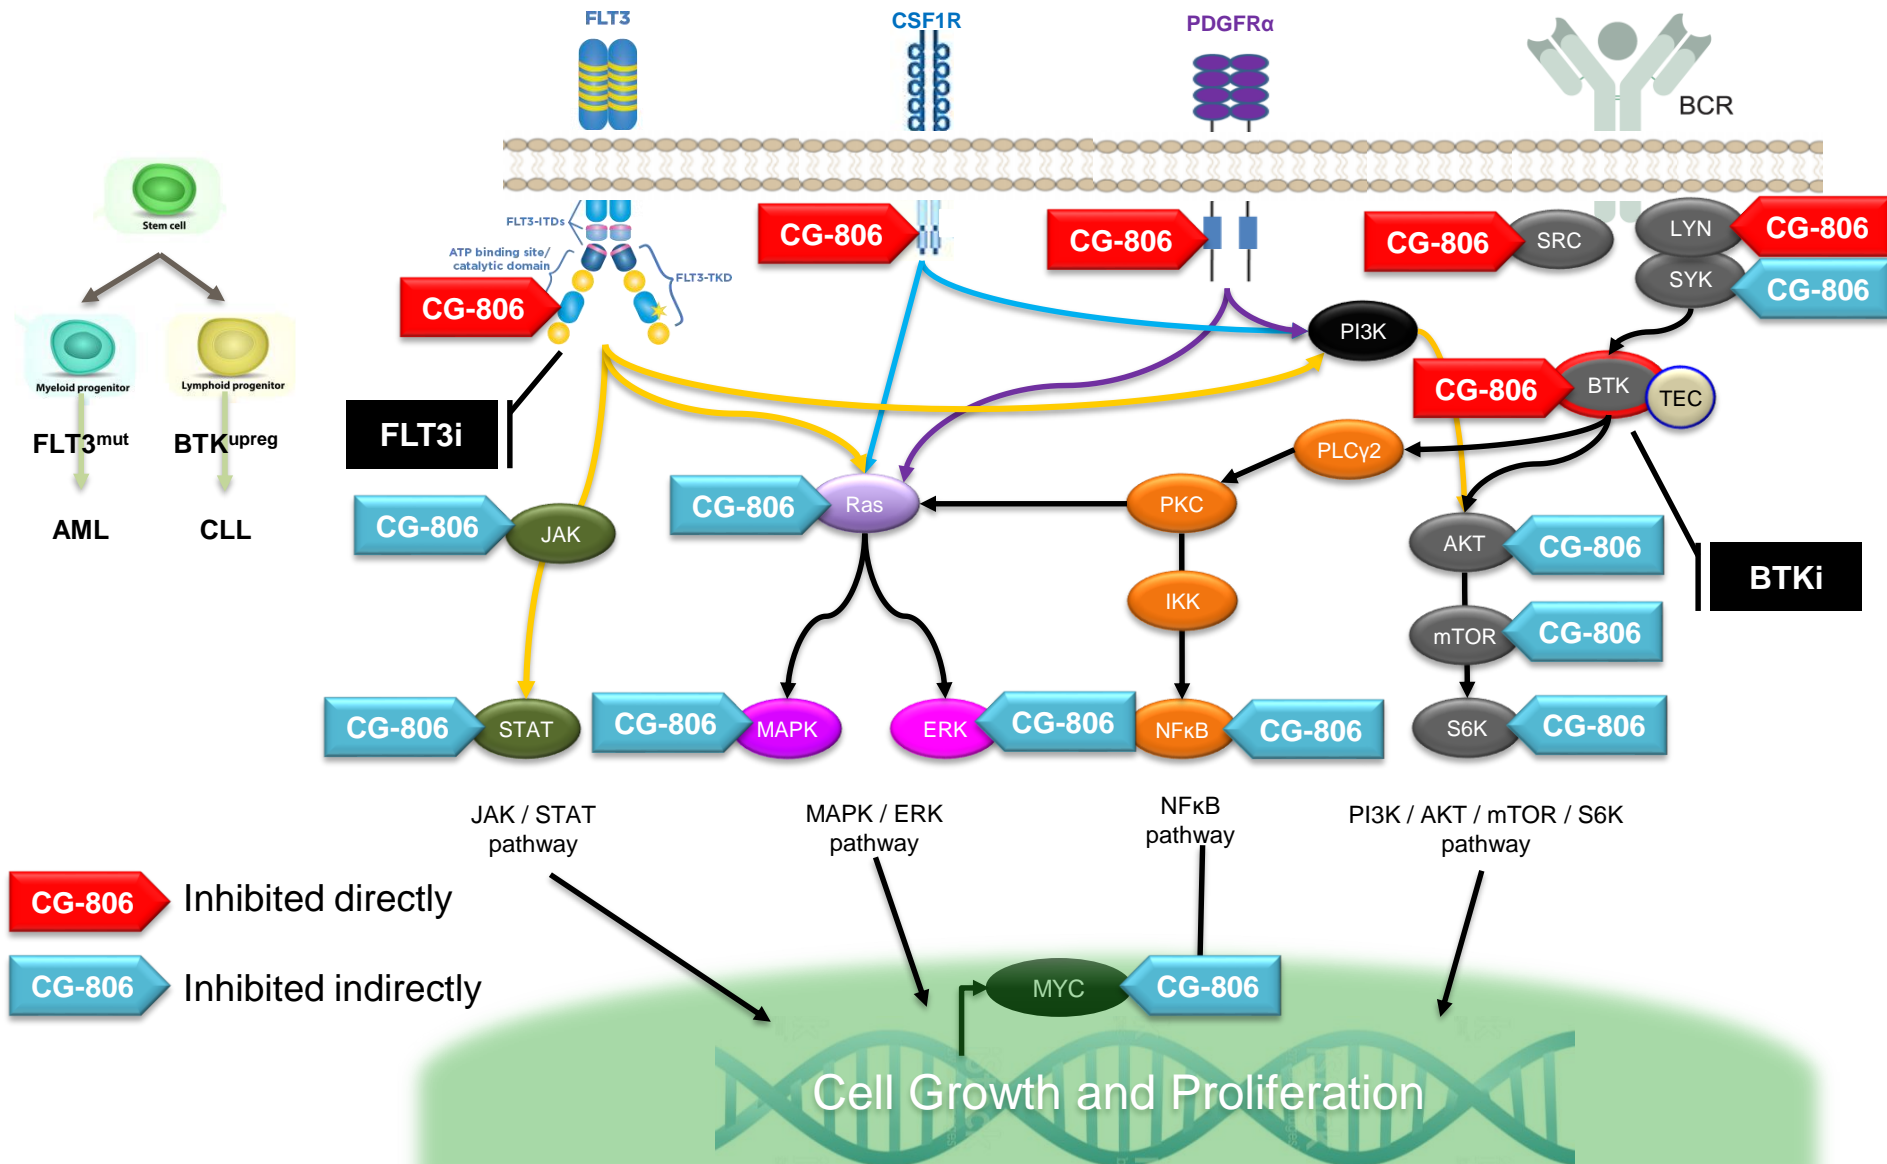 FLT3
CSF1R
PDGFRα
BCR
Stem cell
Myeloid progenitor
Lymphoid progenitor
FLT3mut
BTKupreg
AML
CLL
FLT3-ITDs
ATP binding site/
catalytic domain
FLT3-TKD
CG-806
CG-806
CG-806
CG-806
SRC
LYN
CG-806
SYK
CG-806
PI3K
CG-806
BTK
TEC
FLT3i
PLCγ2
CG-806
JAK
CG-806
Ras
PKC
AKT
CG-806
BTKi
IKK
mTOR
CG-806
CG-806
STAT
CG-806
MAPK
ERK
CG-806
NFκB
CG-806
S6K
CG-806
JAK / STAT
pathway
MAPK / ERK
pathway
NFκB
pathway
PI3K / AKT / mTOR / S6K
pathway
CG-806
Inhibited directly
CG-806
Inhibited indirectly
MYC
CG-806
Cell Growth and Proliferation